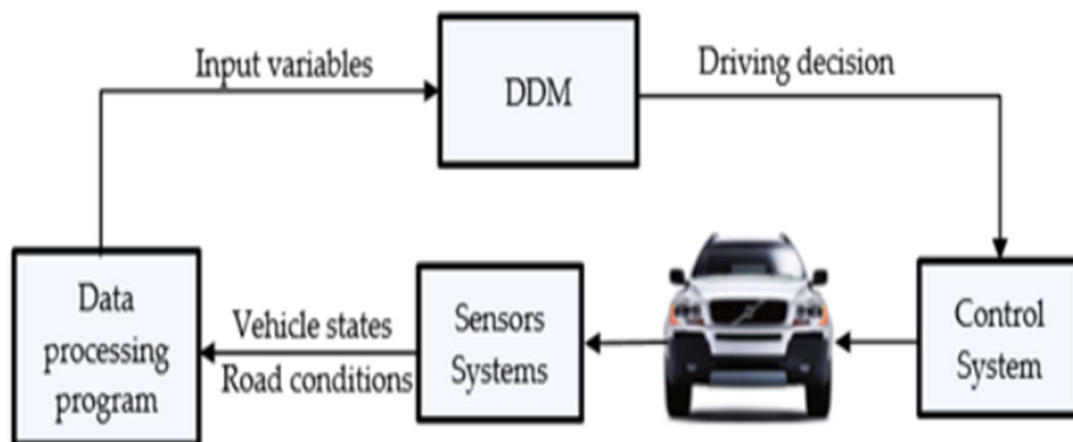 Input variables
DDM
Driving decision
Data
processing
program
Vehicle states
Road conditions
Sensors
Systems
Control
System